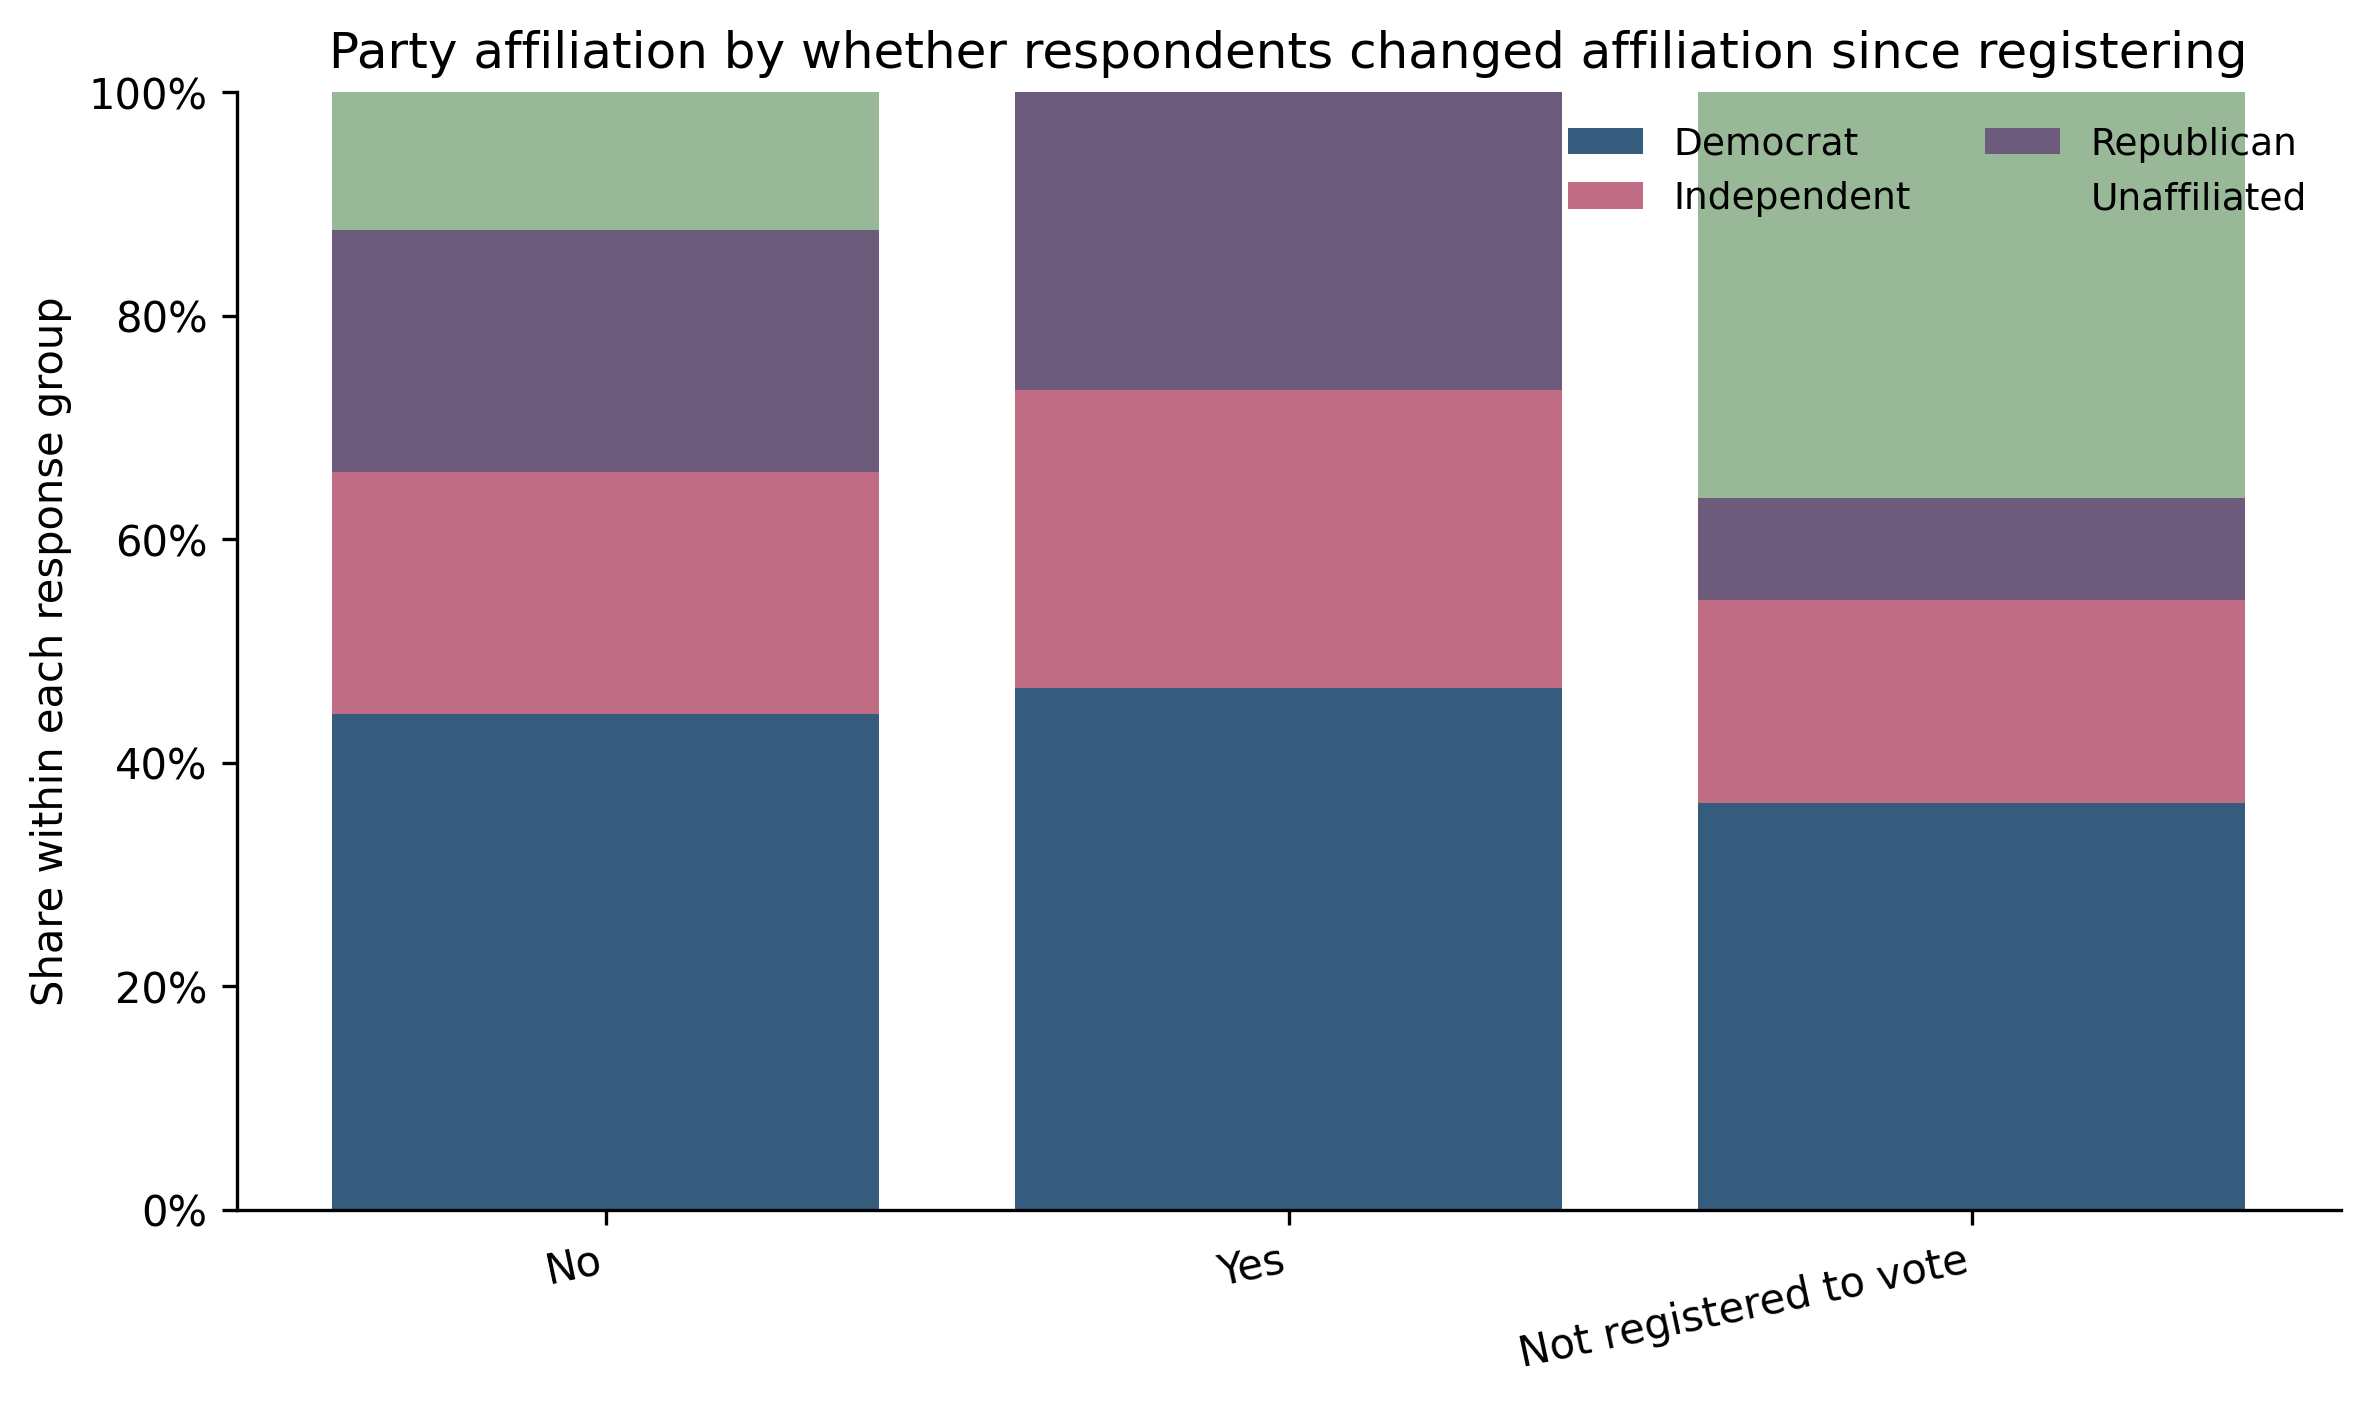 Party affiliation by whether respondents changed affiliation since registering
100%
80%
60%
40%
20%
0%
Share within each response group
Democrat
Independent
Republican
Unaffiliated
No
Yes
Not registered to vote